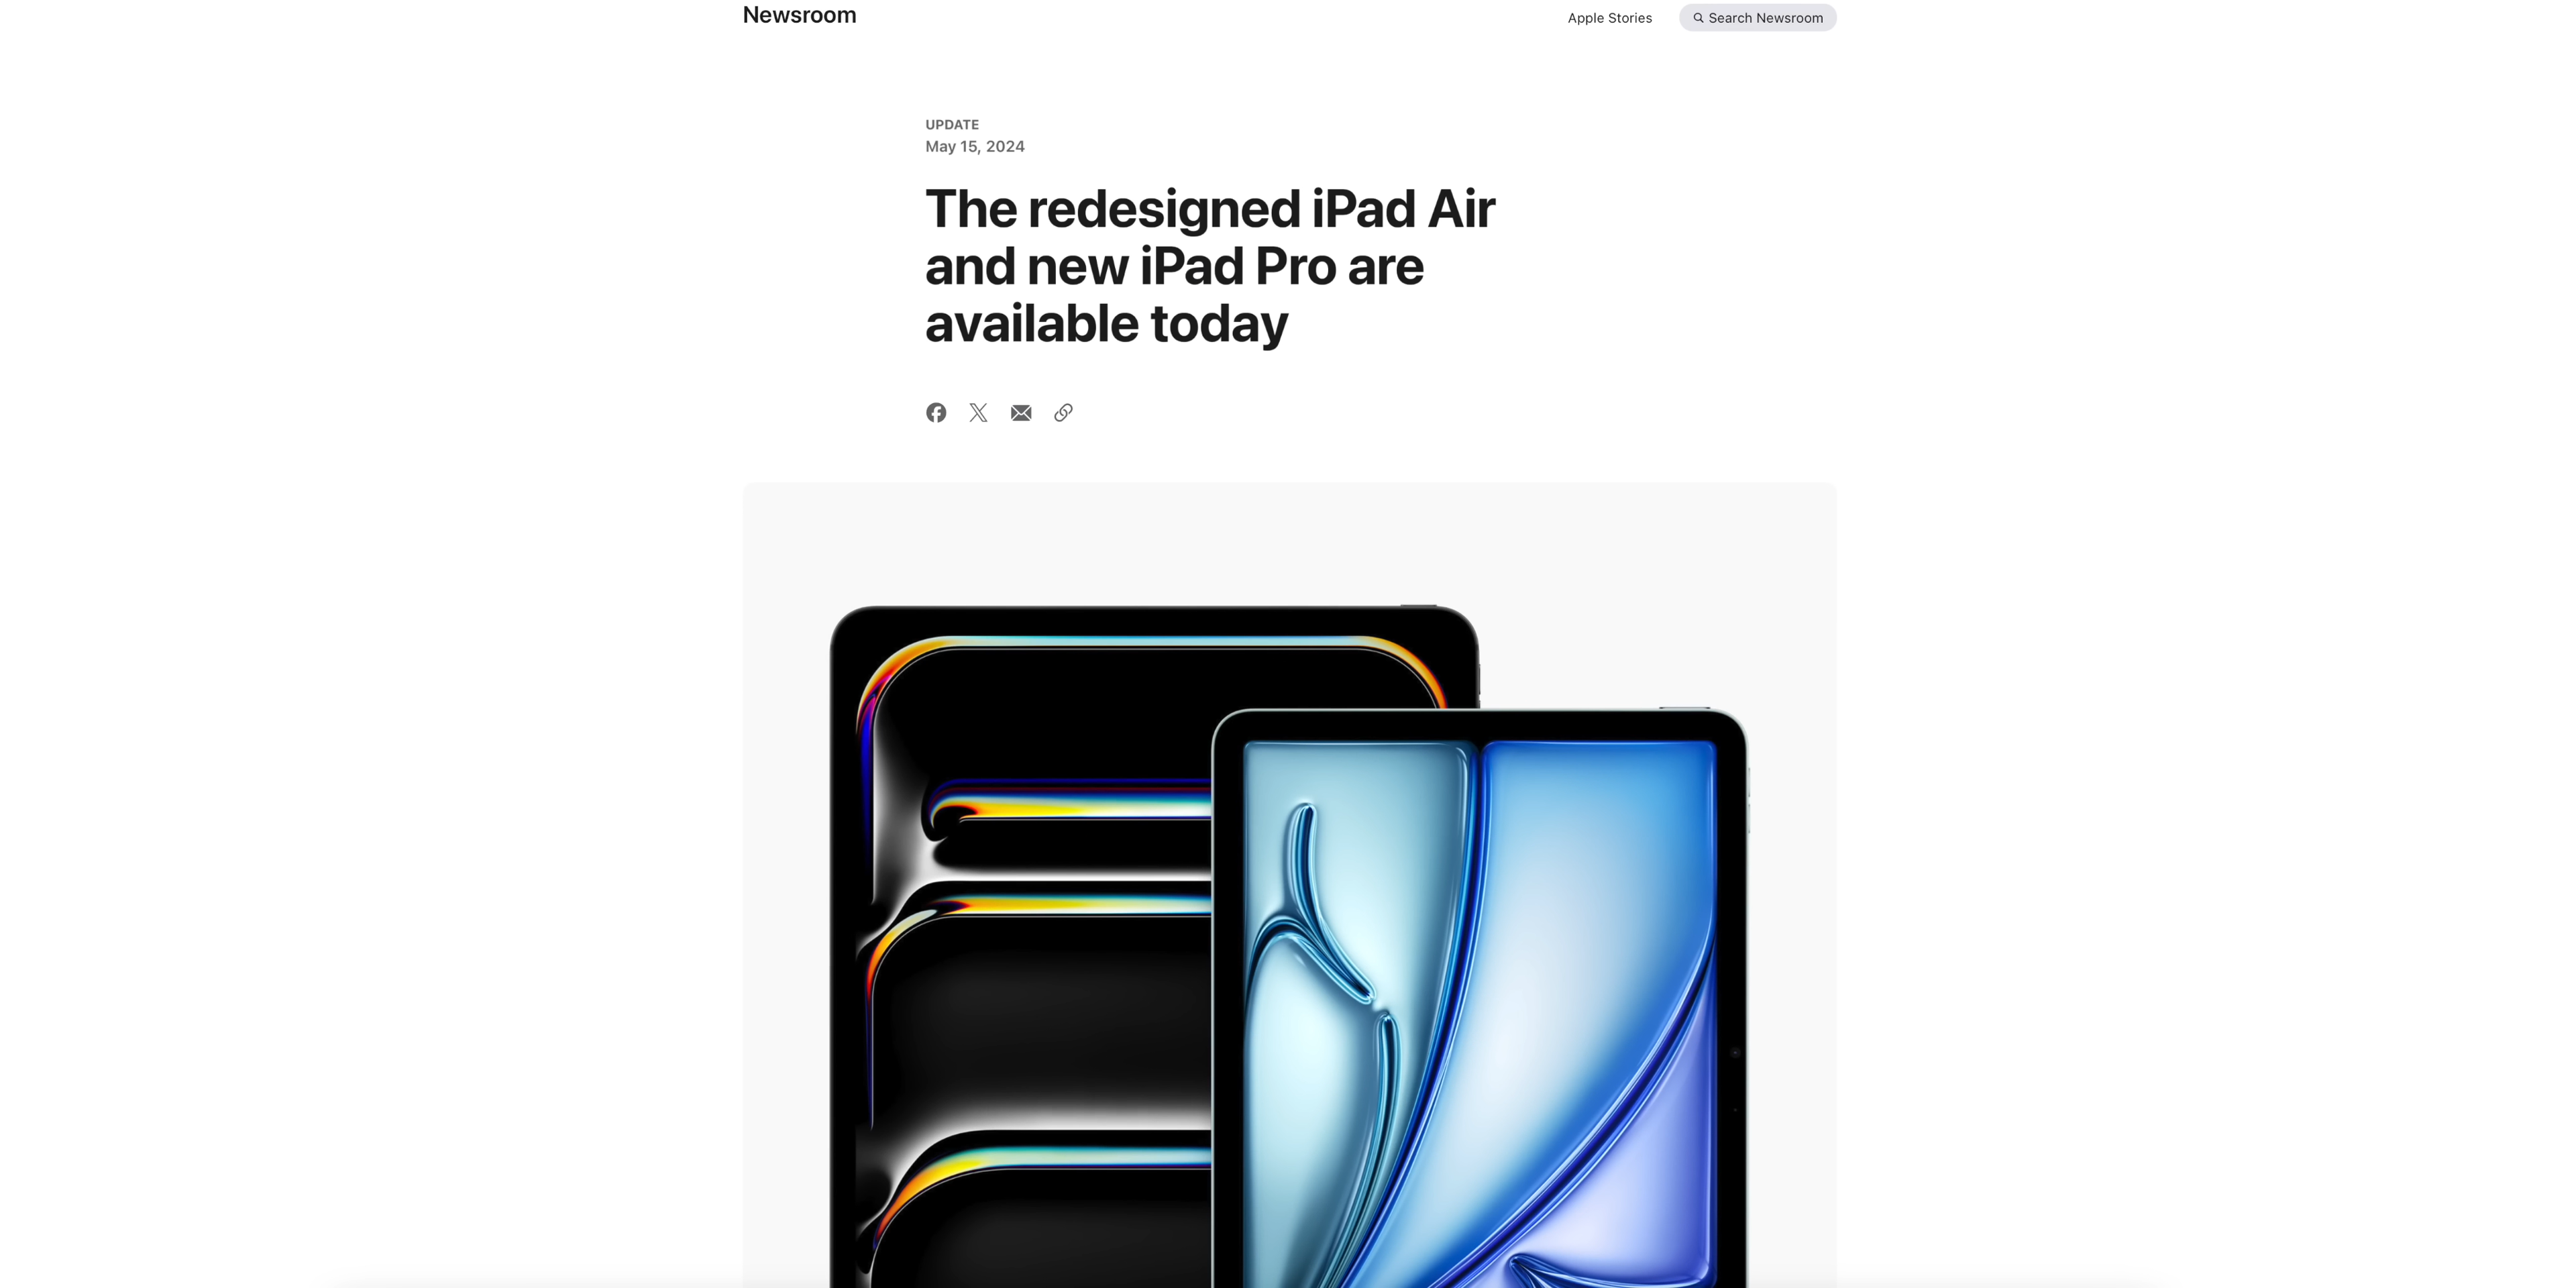 Newsroom
Apple Stories
Search Newsroom
UPDATE
May 15, 2024
The redesigned iPad Air
and new iPad Pro are
available today